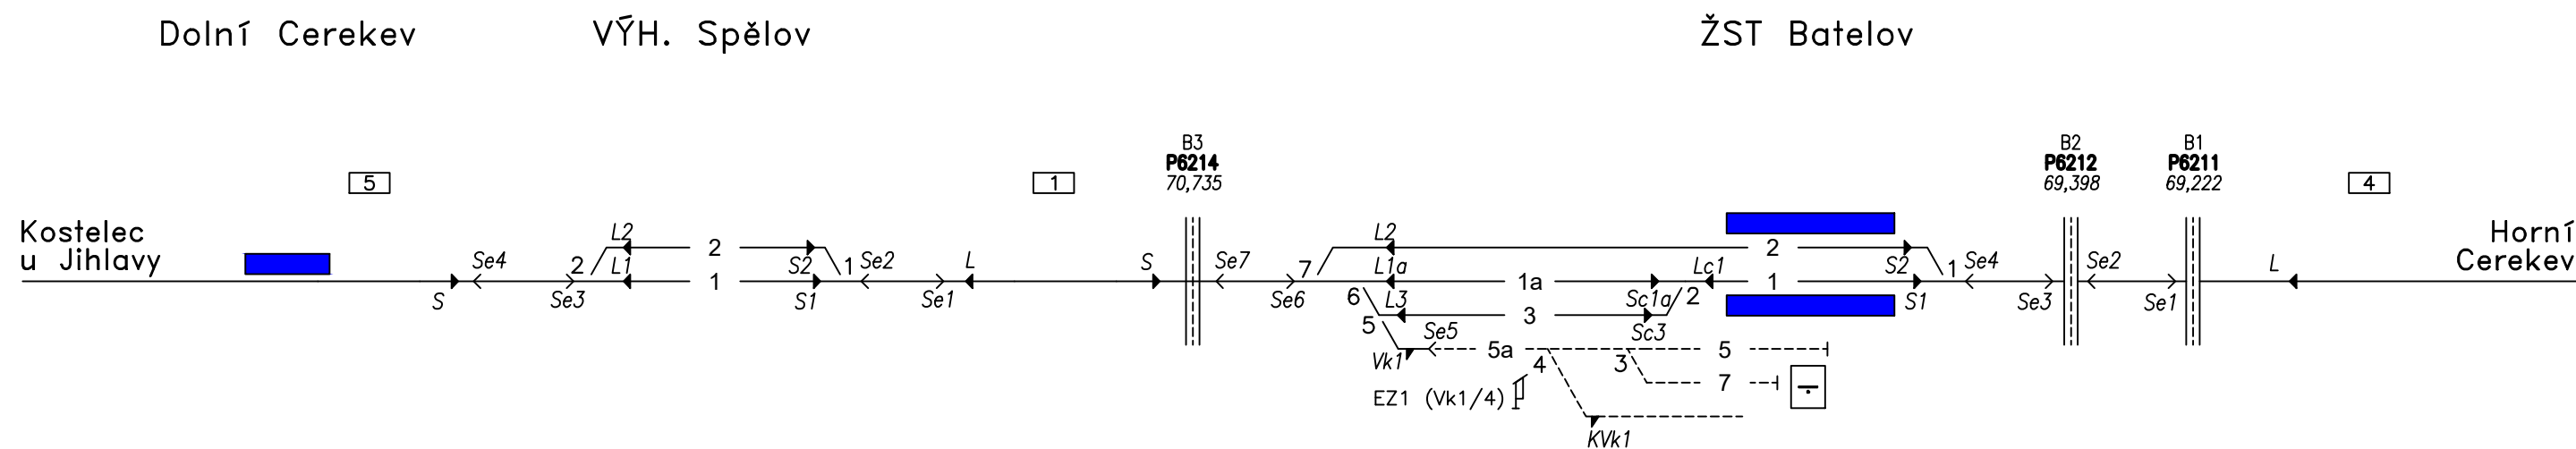 Dolní Cerekev
VÝH. Spělov
ŽST Batelov
B3
P6214
70,735
B2
P6212
69,398
B1
P6211
69,222
5
1
4
Kostelec
u Jihlavy
Horní
Cerekev
L2
2
L2
2
S
Se4
Se3
2
L1
1
S2
S1
1
Se2
Se1
L
S
Se7
Se6
7
L1a
1a
Lc1
1
S2
S1
1
Se4
Se3
Se2
Se1
L
6
L3
3
Sc1a
2
Sc3
5
Se5
Vk1
5a
4
3
5
7
EZ1 (Vk1/4)
KVk1